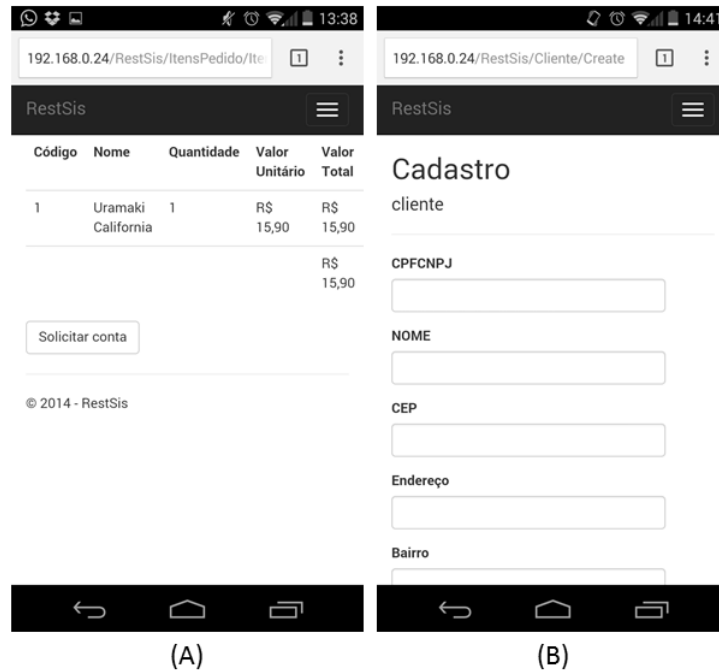 13:38
192.168.0.24/RestSis/ItensPedido/Ite
1
RestSis
Código Nome Quantidade Valor Unitário Valor Total
1 Uramaki California 1 R$ 15,90 R$ 15,90
R$ 15,90
Solicitar conta
© 2014 - RestSis
(A)
14:41
192.168.0.24/RestSis/Cliente/Create
1
RestSis
Cadastro
cliente
CPFCNPJ
NOME
CEP
Endereço
Bairro
(B)